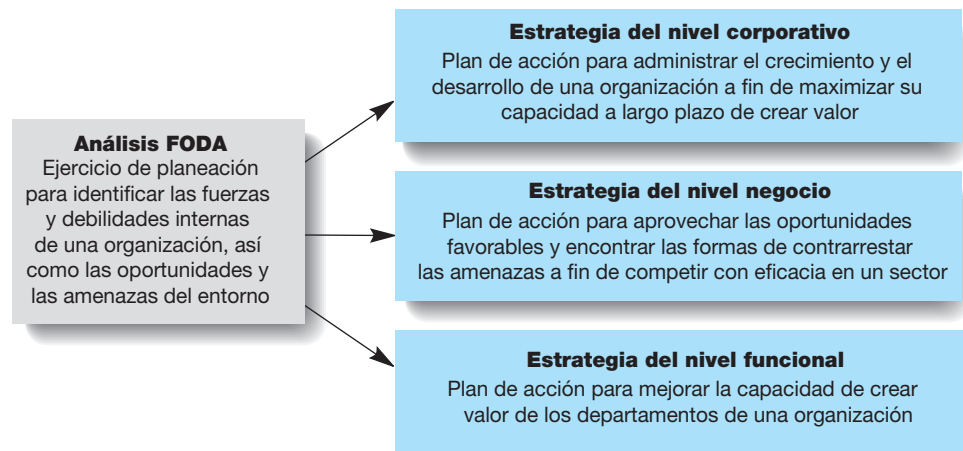 Análisis FODA
Ejercicio de planeación
para identificar las fuerzas
y debilidades internas
de una organización, así
como las oportunidades y
las amenazas del entorno
Estrategia del nivel corporativo
Plan de acción para administrar el crecimiento y el
desarrollo de una organización a fin de maximizar su
capacidad a largo plazo de crear valor
Estrategia del nivel negocio
Plan de acción para aprovechar las oportunidades
favorables y encontrar las formas de contrarrestar
las amenazas a fin de competir con eficacia en un sector
Estrategia del nivel funcional
Plan de acción para mejorar la capacidad de crear
valor de los departamentos de una organización